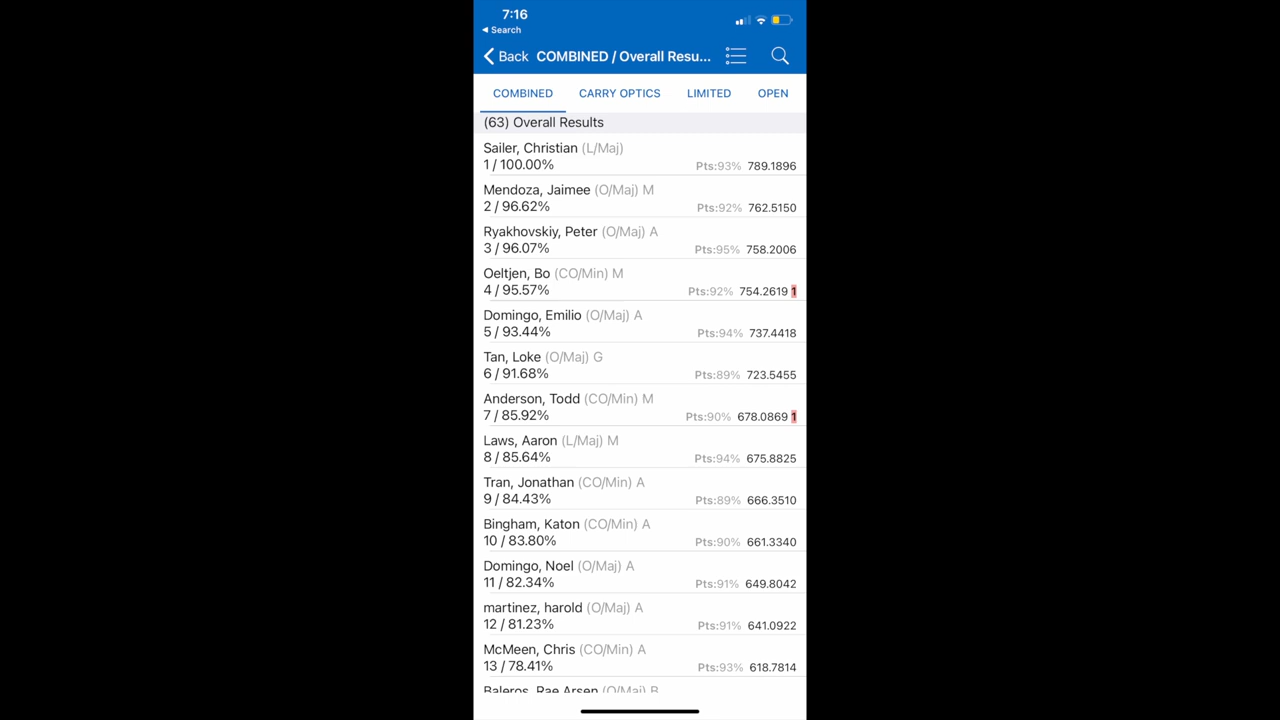 7:16
◀ Search
Back COMBINED / Overall Resu...
COMBINED CARRY OPTICS LIMITED OPEN
(63) Overall Results
Sailer, Christian (L/Maj)
1 / 100.00% Pts:93% 789.1896
Mendoza, Jaimee (O/Maj) M
2 / 96.62% Pts:92% 762.5150
Ryakhovskiy, Peter (O/Maj) A
3 / 96.07% Pts:95% 758.2006
Oeltjen, Bo (CO/Min) M
4 / 95.57% Pts:92% 754.2619 1
Domingo, Emilio (O/Maj) A
5 / 93.44% Pts:94% 737.4418
Tan, Loke (O/Maj) G
6 / 91.68% Pts:89% 723.5455
Anderson, Todd (CO/Min) M
7 / 85.92% Pts:90% 678.0869 1
Laws, Aaron (L/Maj) M
8 / 85.64% Pts:94% 675.8825
Tran, Jonathan (CO/Min) A
9 / 84.43% Pts:89% 666.3510
Bingham, Katon (CO/Min) A
10 / 83.80% Pts:90% 661.3340
Domingo, Noel (O/Maj) A
11 / 82.34% Pts:91% 649.8042
martinez, harold (O/Maj) A
12 / 81.23% Pts:91% 641.0922
McMeen, Chris (CO/Min) A
13 / 78.41% Pts:93% 618.7814
Baleros, Rae Arsen (O/Maj) B